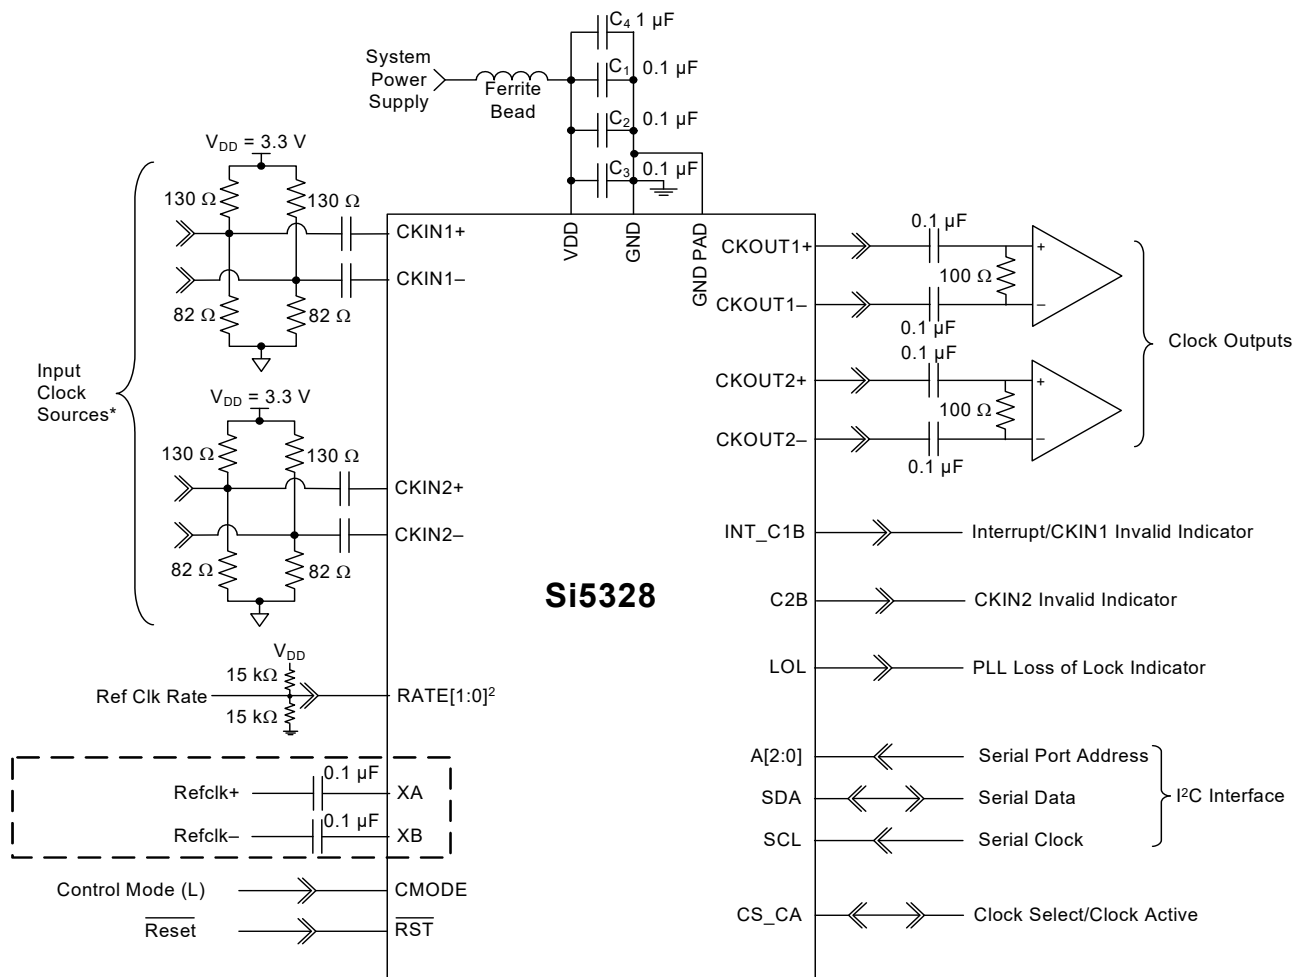 C4 1 µF
System
Power
Supply
Ferrite
Bead
C1 0.1 µF
C2 0.1 µF
C3 0.1 µF
VDD = 3.3 V
130 Ω 130 Ω
CKIN1+
CKIN1–
82 Ω 82 Ω
Input
Clock
Sources*
VDD = 3.3 V
130 Ω 130 Ω
CKIN2+
CKIN2–
82 Ω 82 Ω
VDD
15 kΩ
Ref Clk Rate RATE[1:0]²
15 kΩ
0.1 µF
Refclk+ XA
0.1 µF
Refclk– XB
Control Mode (L) CMODE
Reset RST
VDD
GND
GND PAD
Si5328
0.1 µF
CKOUT1+
+
100 Ω
CKOUT1–
–
0.1 µF
Clock Outputs
0.1 µF
CKOUT2+
+
100 Ω
CKOUT2–
–
0.1 µF
INT_C1B Interrupt/CKIN1 Invalid Indicator
C2B CKIN2 Invalid Indicator
LOL PLL Loss of Lock Indicator
A[2:0] Serial Port Address
SDA Serial Data
I²C Interface
SCL Serial Clock
CS_CA Clock Select/Clock Active